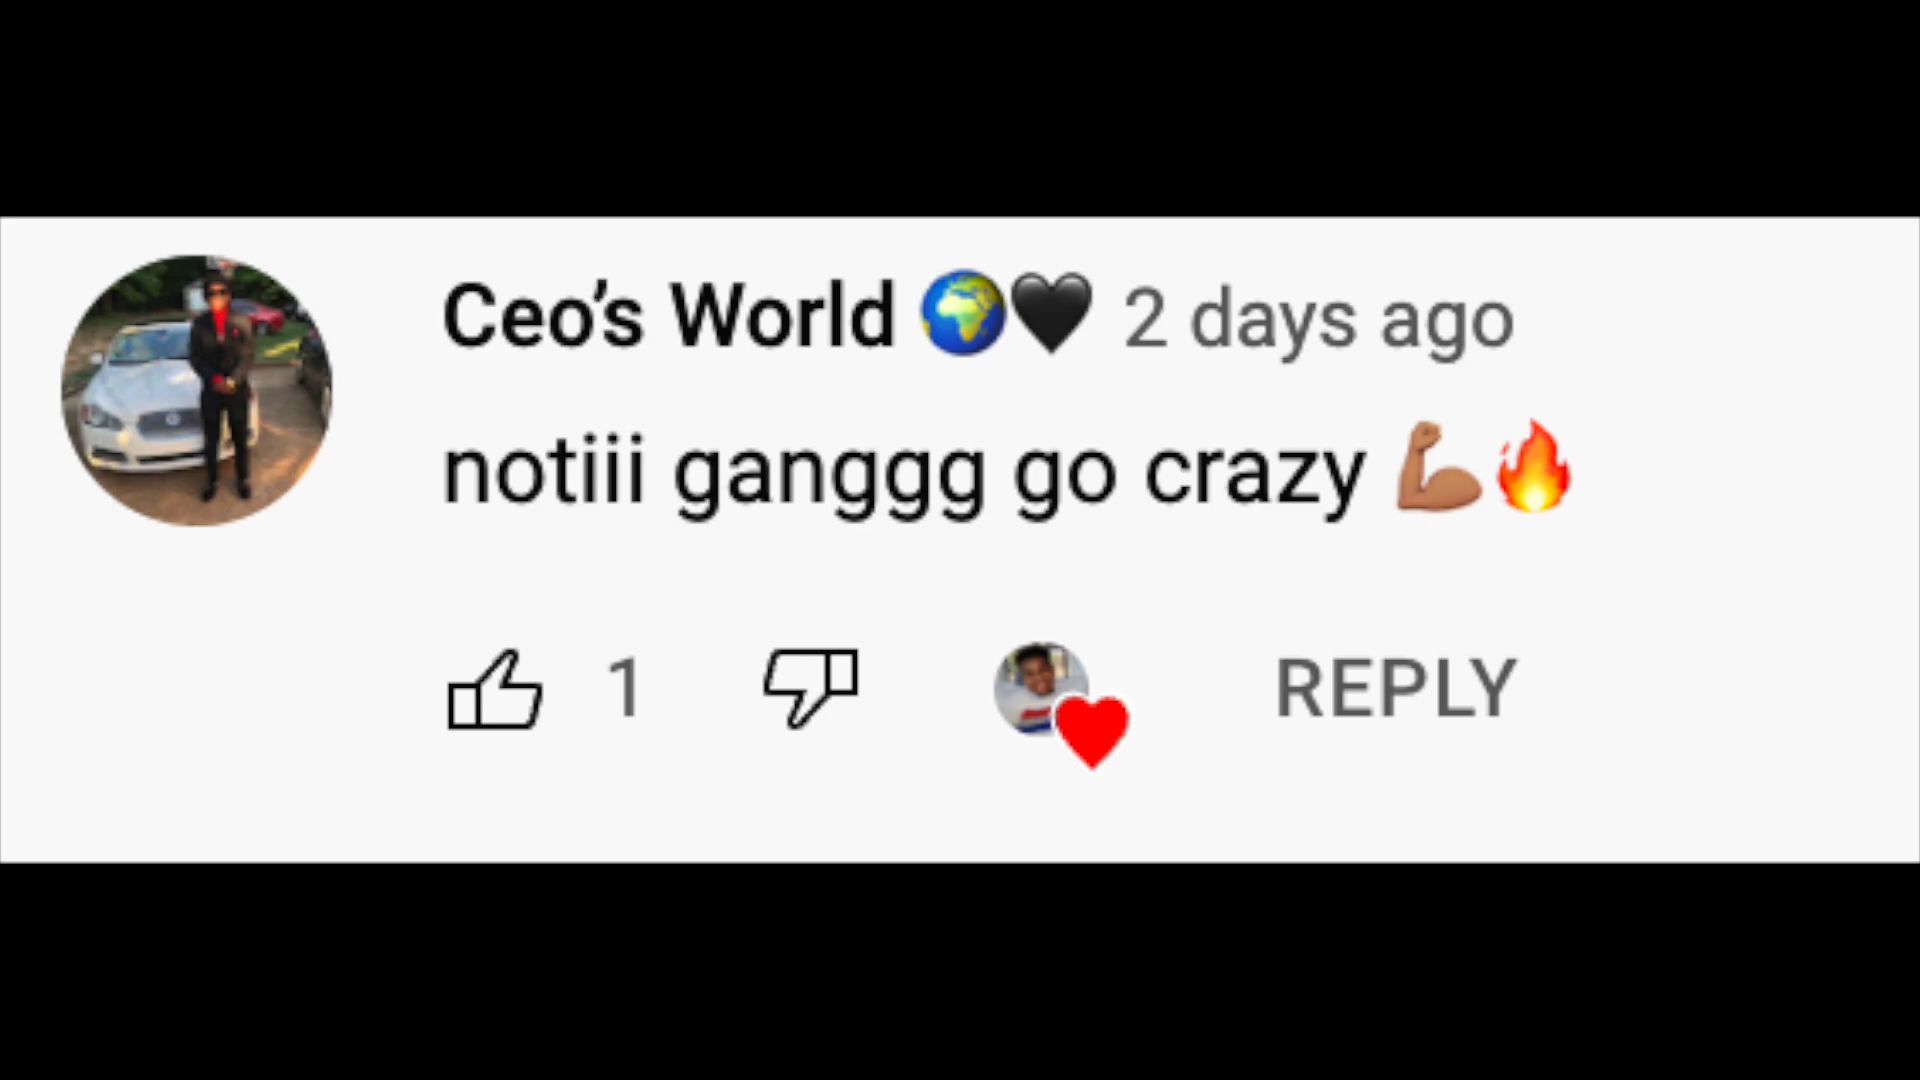 Ceo’s World 🌍🖤 2 days ago
notiii ganggg go crazy 💪🏽🔥
1 REPLY